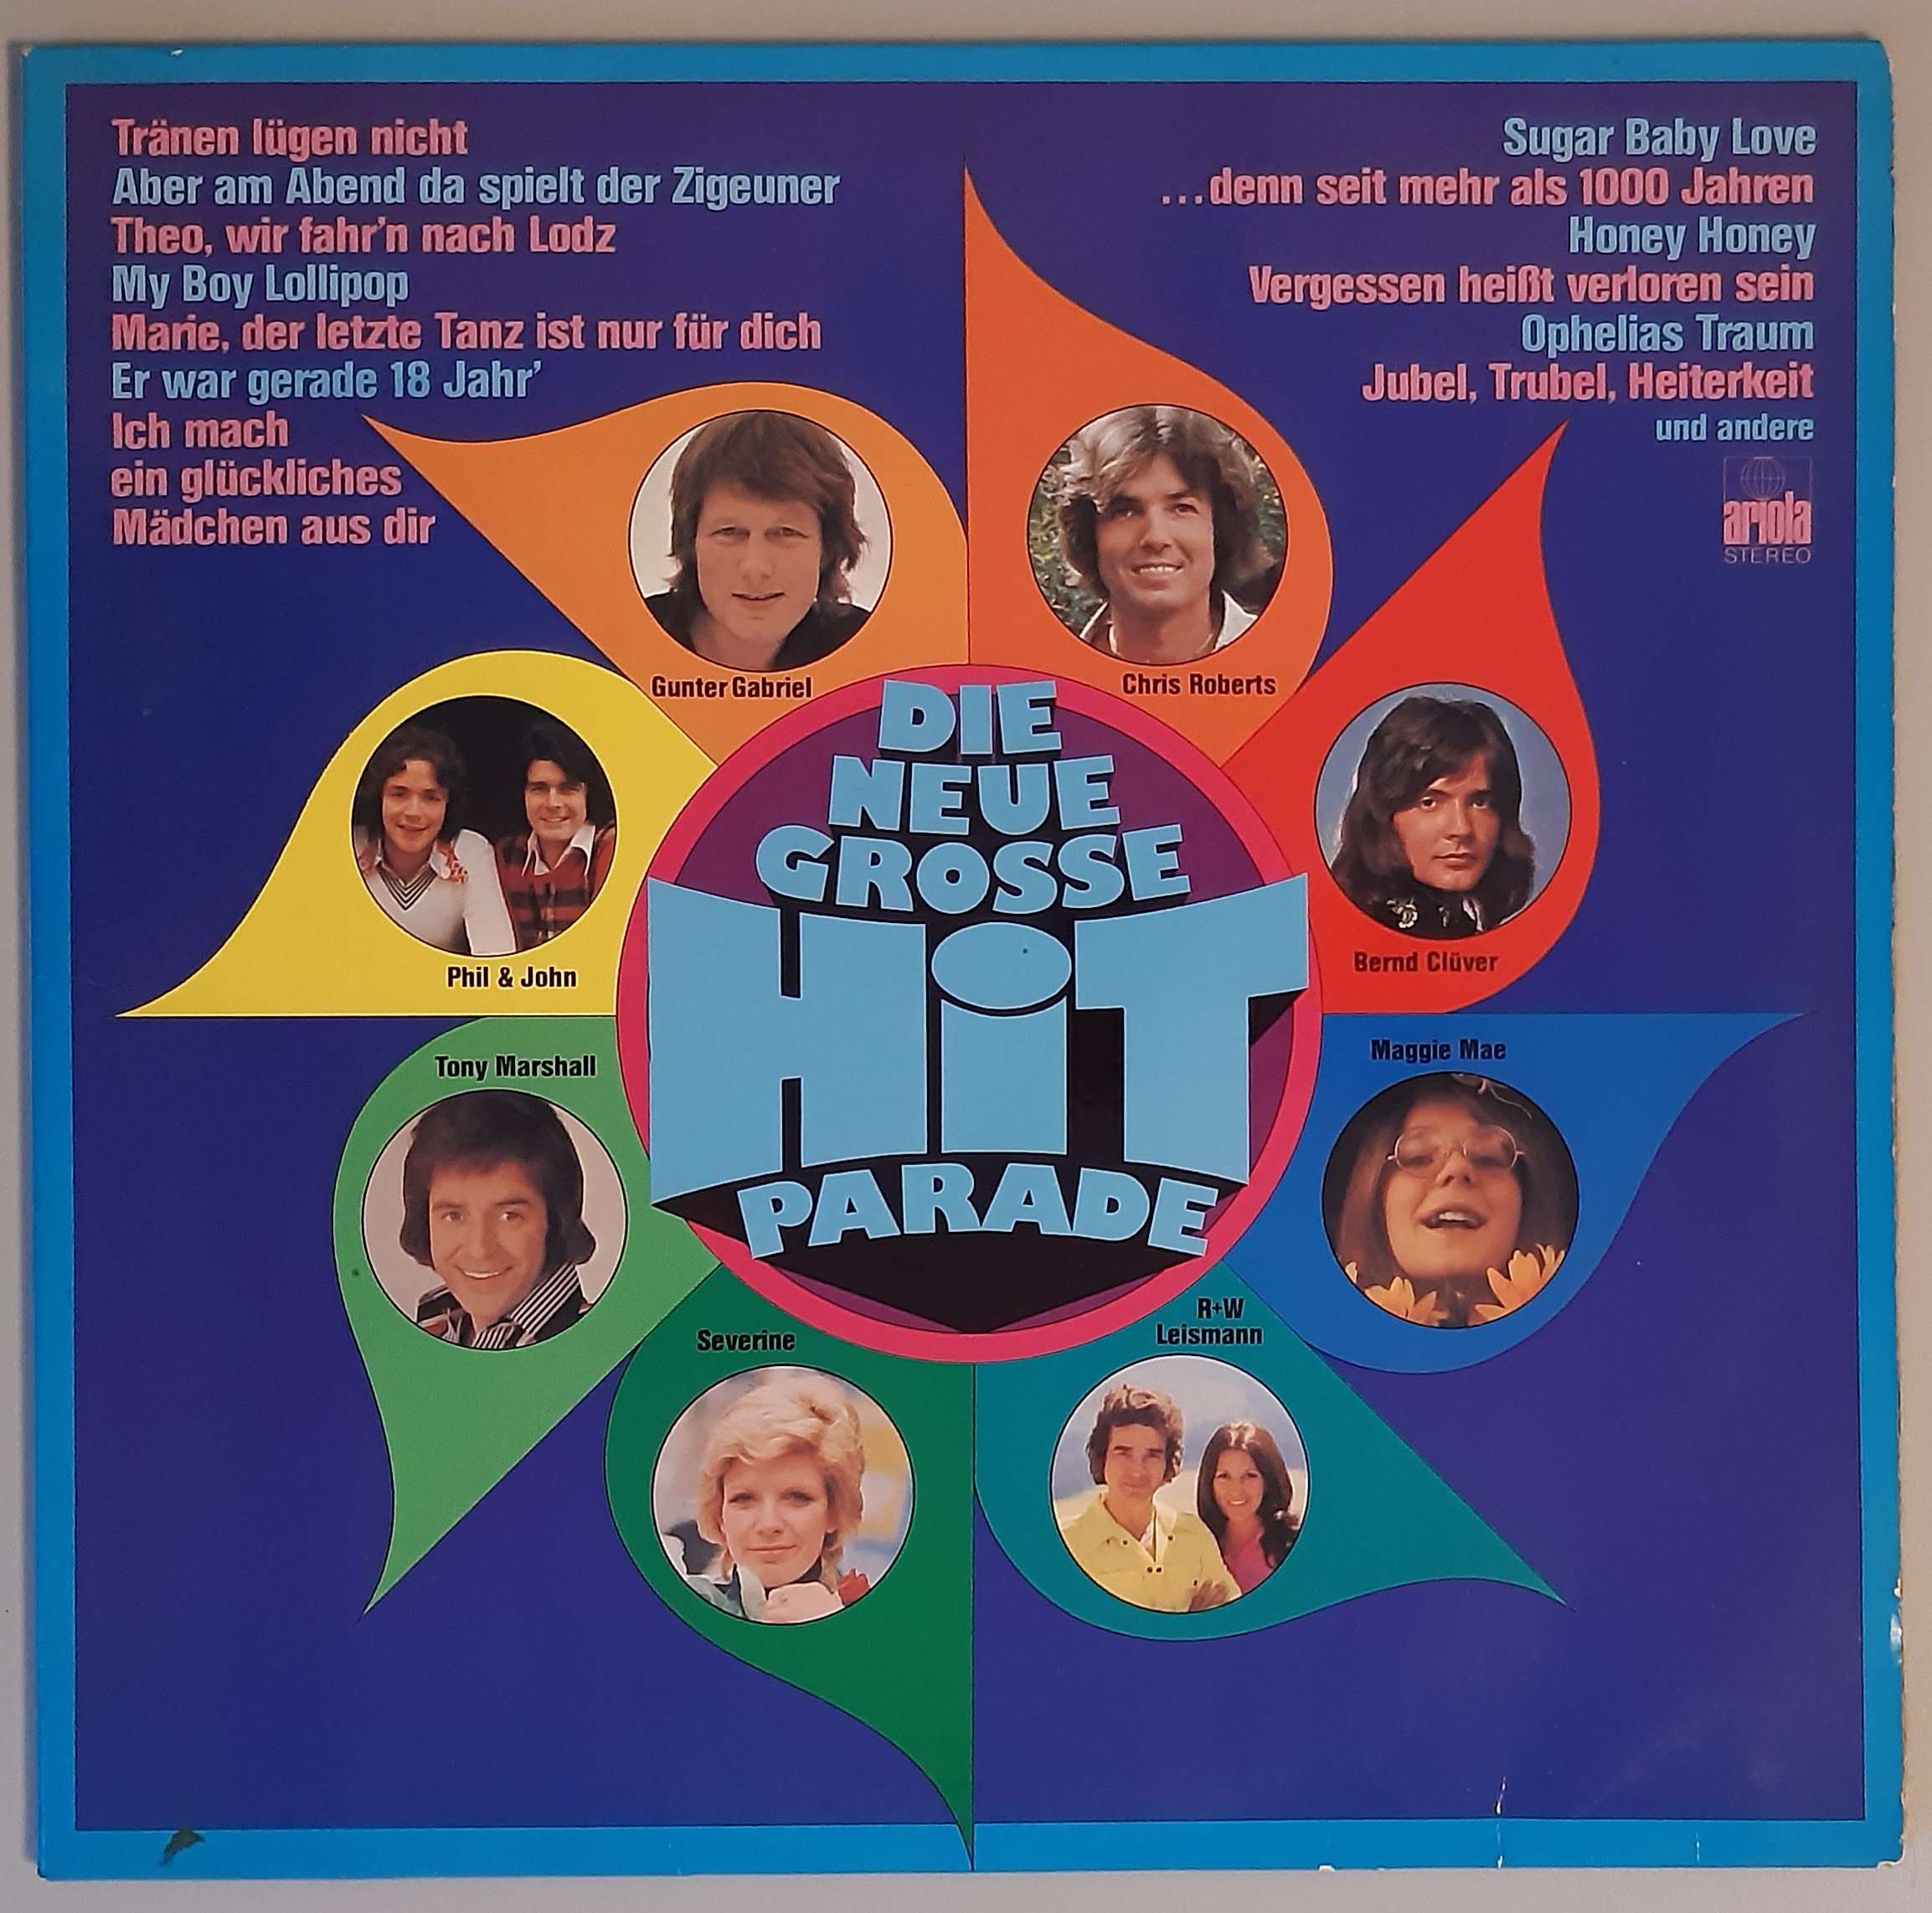 Tränen lügen nicht
Aber am Abend da spielt der Zigeuner
Theo, wir fahr'n nach Lodz
My Boy Lollipop
Marie, der letzte Tanz ist nur für dich
Er war gerade 18 Jahr'
Ich mach
ein glückliches
Mädchen aus dir
Sugar Baby Love
...denn seit mehr als 1000 Jahren
Honey Honey
Vergessen heißt verloren sein
Ophelias Traum
Jubel, Trubel, Heiterkeit
und andere
ariola
STEREO
Gunter Gabriel
Chris Roberts
Phil & John
Bernd Clüver
DIE
NEUE
GROSSE
HiT
PARADE
Tony Marshall
Maggie Mae
Severine
R+W
Leismann